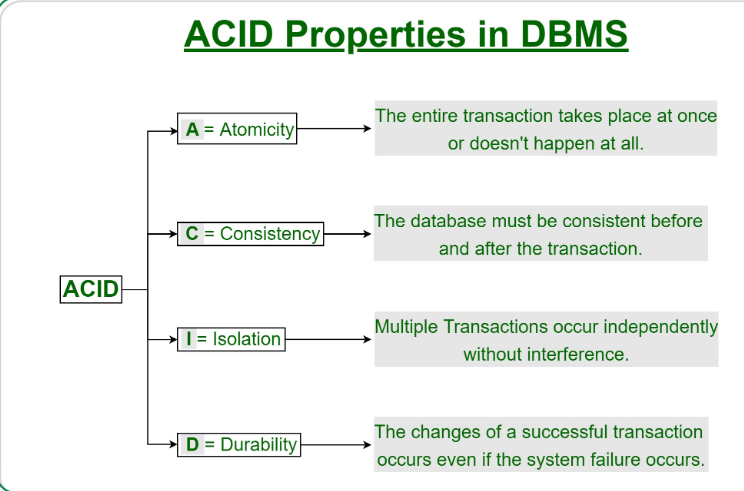 ACID Properties in DBMS
A = Atomicity
The entire transaction takes place at once
or doesn't happen at all.
C = Consistency
The database must be consistent before
and after the transaction.
ACID
I = Isolation
Multiple Transactions occur independently
without interference.
D = Durability
The changes of a successful transaction
occurs even if the system failure occurs.